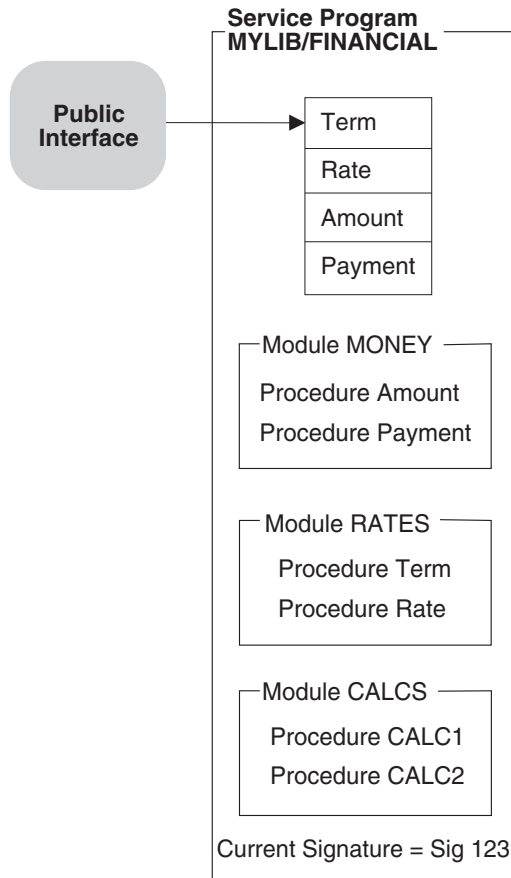 Service Program
MYLIB/FINANCIAL
Public
Interface
Term
Rate
Amount
Payment
Module MONEY
Procedure Amount
Procedure Payment
Module RATES
Procedure Term
Procedure Rate
Module CALCS
Procedure CALC1
Procedure CALC2
Current Signature = Sig 123